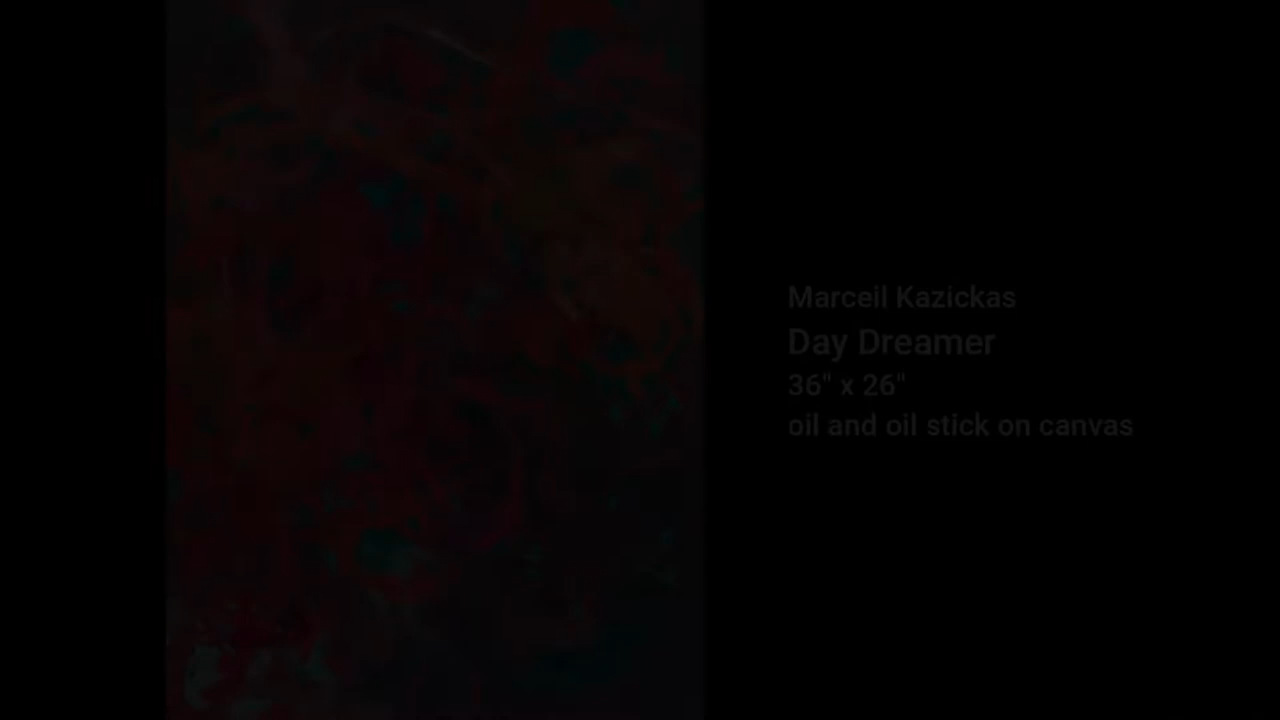 Marceil Kazickas
Day Dreamer
36" x 26"
oil and oil stick on canvas